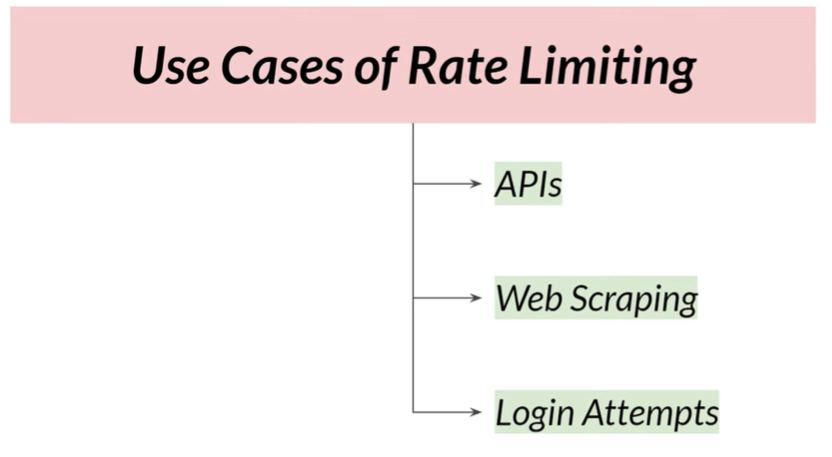 Use Cases of Rate Limiting
APIs
Web Scraping
Login Attempts